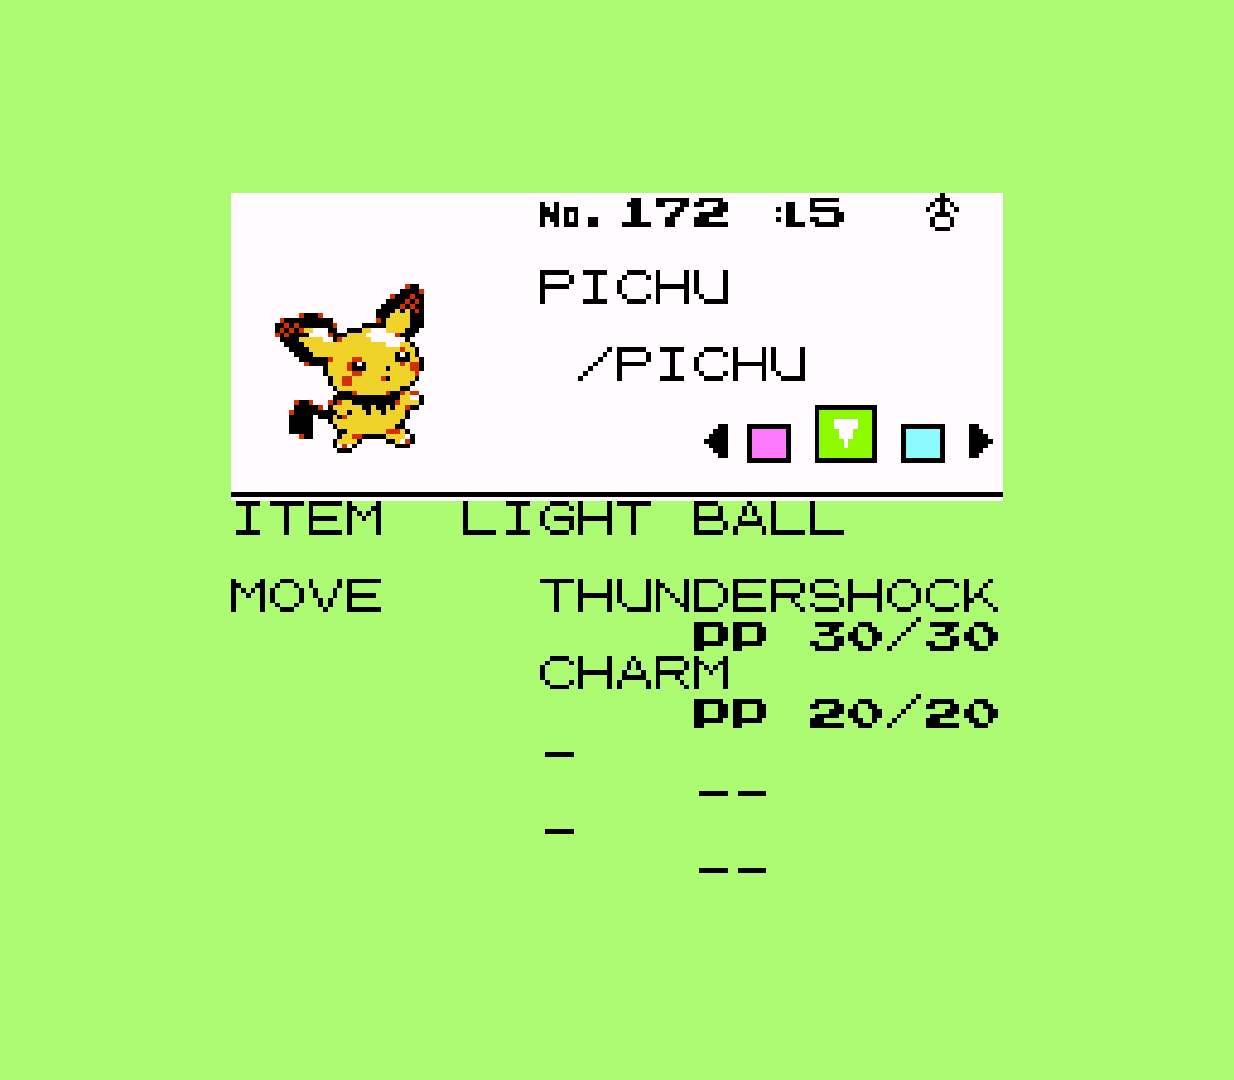 No. 172 :L5 ♂
PICHU
/PICHU
ITEM LIGHT BALL
MOVE THUNDERSHOCK
PP 30/30
CHARM
PP 20/20
-
--
-
--